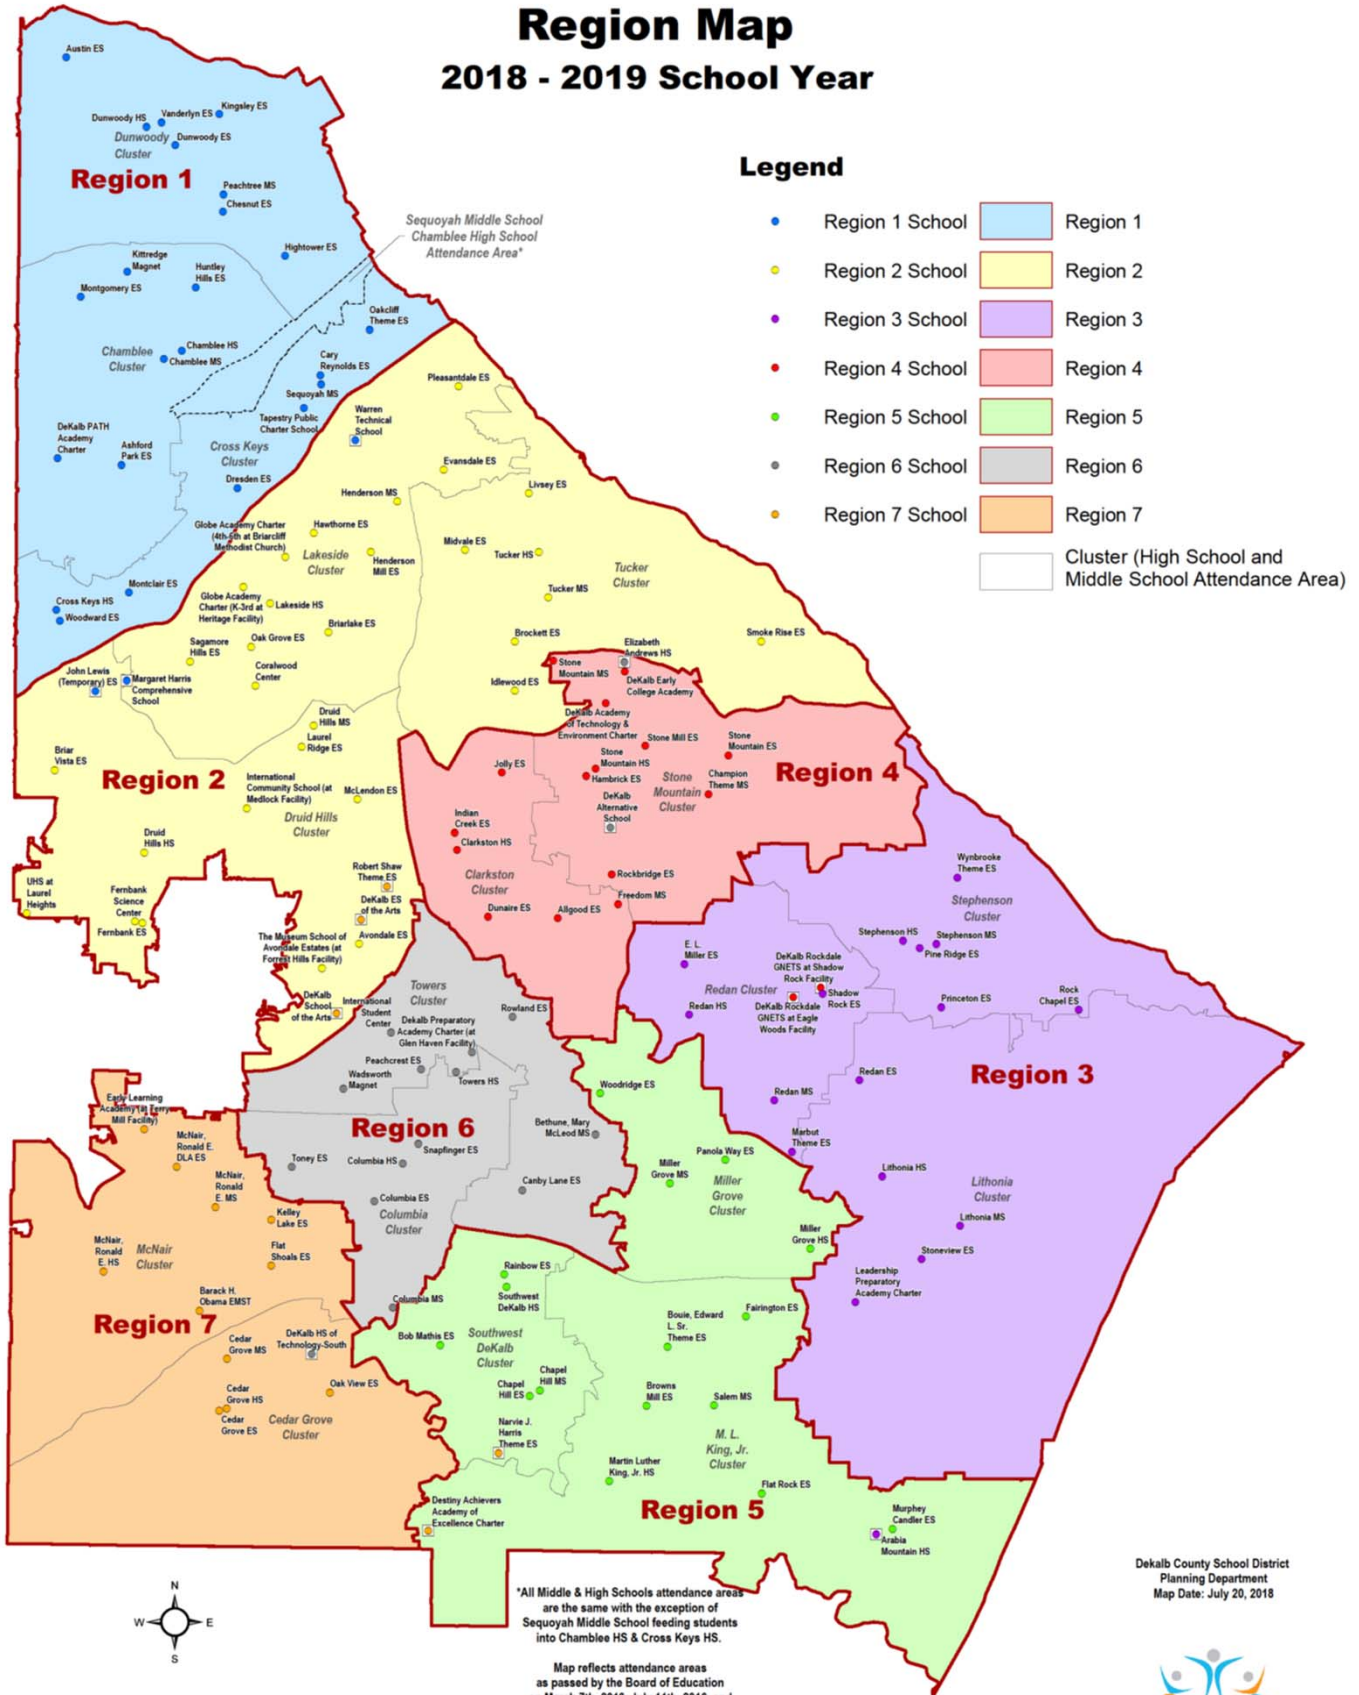 Region Map
2018 - 2019 School Year
Legend
Region 1 School
Region 1
Region 2 School
Region 2
Region 3 School
Region 3
Region 4 School
Region 4
Region 5 School
Region 5
Region 6 School
Region 6
Region 7 School
Region 7
Cluster (High School and
Middle School Attendance Area)
Austin ES
Kingsley ES
Vanderlyn ES
Dunwoody HS
Dunwoody ES
Dunwoody
Cluster
Region 1
Peachtree MS
Chesnut ES
Sequoyah Middle School
Chamblee High School
Attendance Area*
Hightower ES
Kittredge
Magnet
Huntley
Hills ES
Montgomery ES
Oakcliff
Theme ES
Chamblee HS
Chamblee MS
Chamblee
Cluster
Cary
Reynolds ES
Sequoyah MS
Tapestry Public
Charter School
Warren
Technical
School
DeKalb PATH
Academy
Charter
Ashford
Park ES
Cross Keys
Cluster
Dresden ES
Montclair ES
Cross Keys HS
Woodward ES
Pleasantdale ES
Evansdale ES
Livsey ES
Henderson MS
Globe Academy Charter
(4th-6th at Briarcliff
Methodist Church)
Hawthorne ES
Lakeside
Cluster
Henderson
Mill ES
Midvale ES
Tucker HS
Tucker
Cluster
Tucker MS
Globe Academy
Charter (K-3rd at
Heritage Facility)
Lakeside HS
Briarlake ES
Sagamore
Hills ES
Oak Grove ES
Coralwood
Center
Brockett ES
Idlewood ES
Smoke Rise ES
John Lewis
(Temporary) ES
Margaret Harris
Comprehensive
School
Druid
Hills MS
Laurel
Ridge ES
Briar
Vista ES
Region 2
International
Community School (at
Medlock Facility)
McLendon ES
Druid Hills
Cluster
Druid
Hills HS
UHS at
Laurel
Heights
Fernbank
Science
Center
Fernbank ES
Robert Shaw
Theme ES
DeKalb ES
of the Arts
Avondale ES
The Museum School of
Avondale Estates (at
Forrest Hills Facility)
DeKalb
School
of the Arts
Elizabeth
Andrews HS
Stone
Mountain MS
DeKalb Early
College Academy
DeKalb Academy
of Technology &
Environment Charter
Stone Mill ES
Stone
Mountain ES
Stone
Mountain HS
Hambrick ES
Stone
Mountain
Cluster
Champion
Theme MS
Region 4
DeKalb
Alternative
School
Jolly ES
Indian
Creek ES
Clarkston HS
Clarkston
Cluster
Rockbridge ES
Freedom MS
Dunaire ES
Allgood ES
Wynbrooke
Theme ES
Stephenson
Cluster
Stephenson HS
Stephenson MS
Pine Ridge ES
E. L.
Miller ES
Redan Cluster
DeKalb Rockdale
GNETS at Shadow
Rock Facility
Shadow
Rock ES
DeKalb Rockdale
GNETS at Eagle
Woods Facility
Redan HS
Princeton ES
Rock
Chapel ES
Region 3
Redan ES
Redan MS
Marbut
Theme ES
Lithonia HS
Lithonia
Cluster
Lithonia MS
Stoneview ES
Leadership
Preparatory
Academy Charter
Towers
Cluster
International
Student
Center
Rowland ES
Dekalb Preparatory
Academy Charter (at
Glen Haven Facility)
Peachcrest ES
Towers HS
Wadsworth
Magnet
Region 6
Bethune, Mary
McLeod MS
Snapfinger ES
Columbia HS
Toney ES
Canby Lane ES
Columbia ES
Columbia
Cluster
Columbia MS
Early Learning
Academy (at Terry
Mill Facility)
McNair,
Ronald E.
DLA ES
McNair,
Ronald
E. MS
Kelley
Lake ES
McNair,
Ronald
E. HS
McNair
Cluster
Flat
Shoals ES
Barack H.
Obama EMST
Region 7
DeKalb HS of
Technology-South
Cedar
Grove MS
Oak View ES
Cedar
Grove HS
Cedar
Grove ES
Cedar Grove
Cluster
Woodridge ES
Panola Way ES
Miller
Grove MS
Miller
Grove
Cluster
Miller
Grove HS
Rainbow ES
Southwest
DeKalb HS
Bob Mathis ES
Southwest
DeKalb
Cluster
Chapel
Hill MS
Chapel
Hill ES
Narvie J.
Harris
Theme ES
Bouie, Edward
L. Sr.
Theme ES
Fairington ES
Browns
Mill ES
Salem MS
M. L.
King, Jr.
Cluster
Martin Luther
King, Jr. HS
Flat Rock ES
Region 5
Destiny Achievers
Academy of
Excellence Charter
Murphey
Candler ES
Arabia
Mountain HS
N
W
E
S
*All Middle & High Schools attendance areas
are the same with the exception of
Sequoyah Middle School feeding students
into Chamblee HS & Cross Keys HS.
Map reflects attendance areas
as passed by the Board of Education
Dekalb County School District
Planning Department
Map Date: July 20, 2018